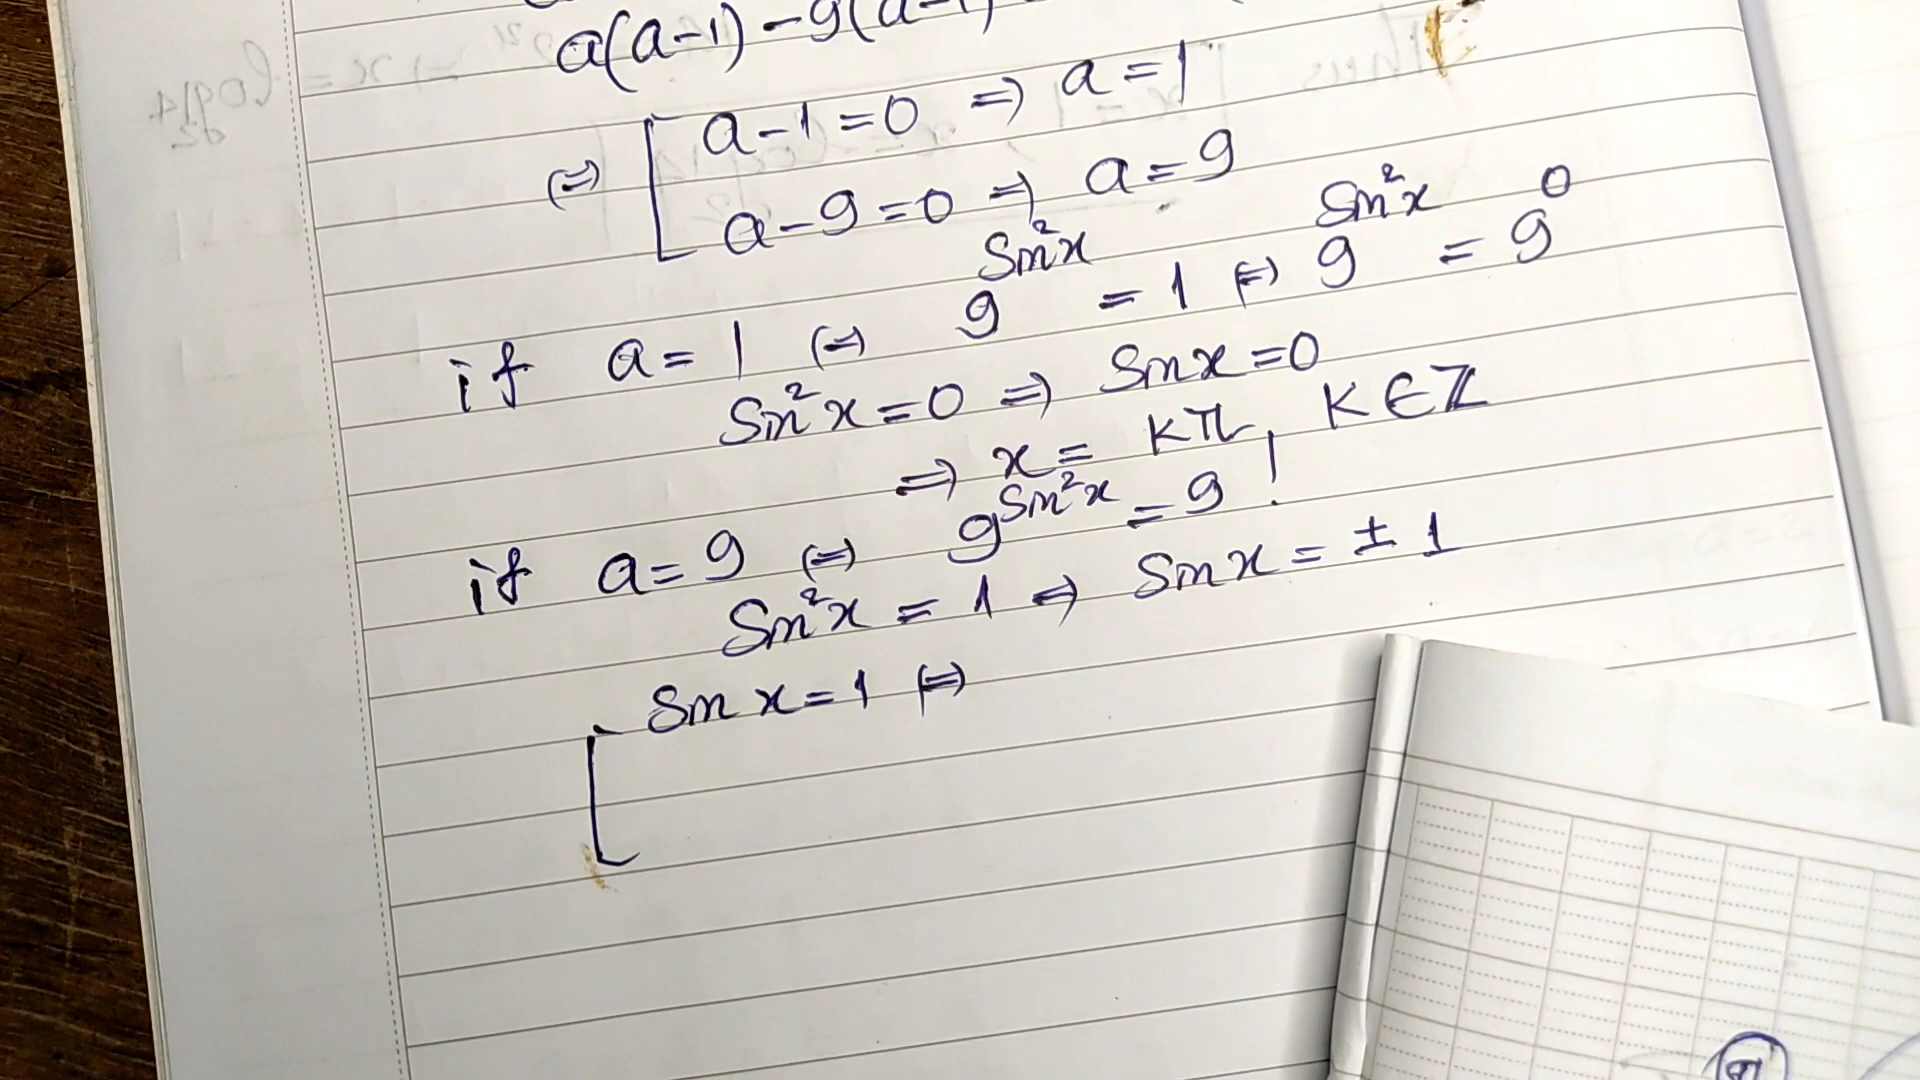 a(a-1)-9(a-1)
⇔ [ a-1=0 ⇒ a=1
a-9=0 ⇒ a=9
if a=1 ⇔ 9^{Sin²x} = 1 ⇔ 9^{Sin²x} = 9^0
Sin²x=0 ⇒ Sinx=0
⇒ x= Kπ, K∈ℤ
if a=9 ⇔ 9^{Sin²x} = 9!
Sin²x = 1 ⇒ Sin x = ± 1
[ Sin x=1 ⇔